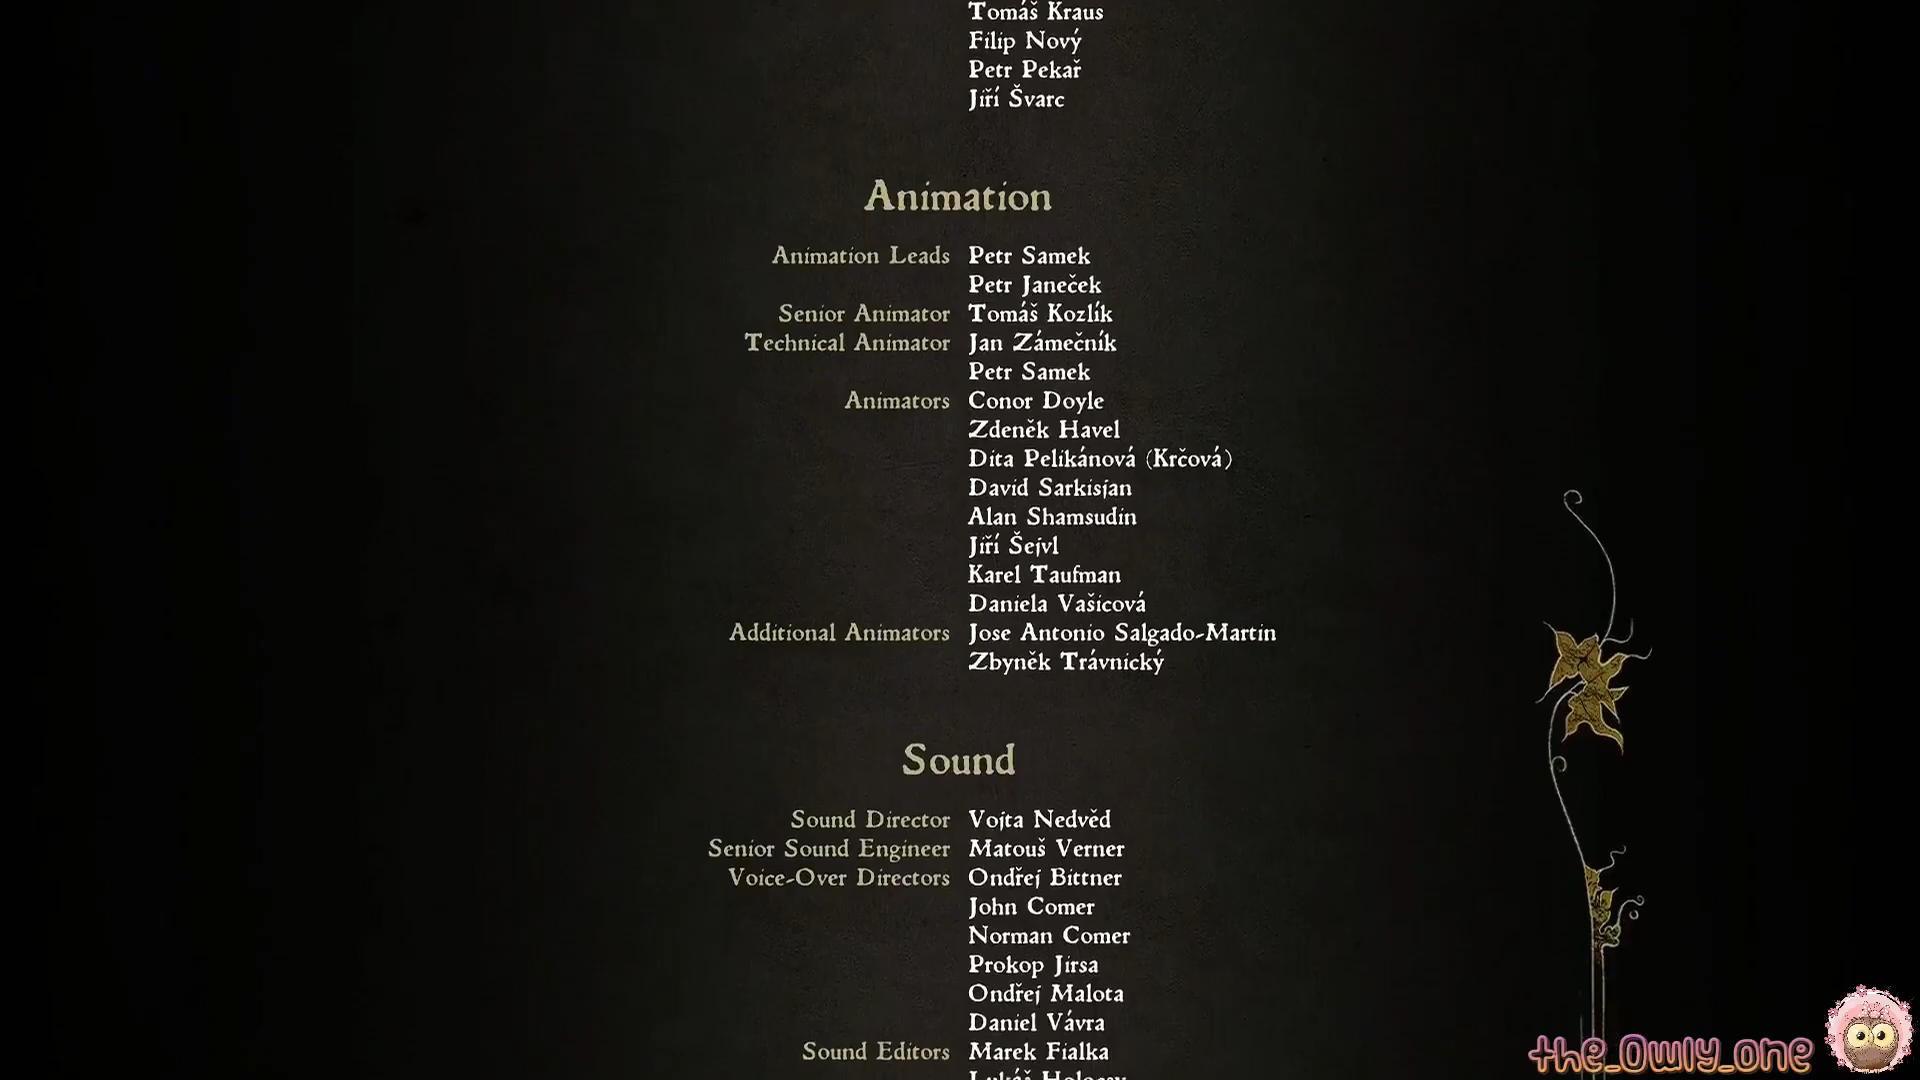 Tomáš Kraus
Filip Nový
Petr Pekař
Jiří Švarc
Animation
Animation Leads Petr Samek
Petr Janeček
Senior Animator Tomáš Kozlík
Technical Animator Jan Zámečník
Petr Samek
Animators Conor Doyle
Zdeněk Havel
Dita Pelikánová (Krčová)
David Sarkisjan
Alan Shamsudin
Jiří Šejvl
Karel Taufman
Daniela Vašicová
Additional Animators Jose Antonio Salgado-Martin
Zbyněk Trávnický
Sound
Sound Director Vojta Nedvěd
Senior Sound Engineer Matouš Verner
Voice-Over Directors Ondřej Bittner
John Comer
Norman Comer
Prokop Jirsa
Ondřej Malota
Daniel Vávra
Sound Editors Marek Fialka
the_Owly_one